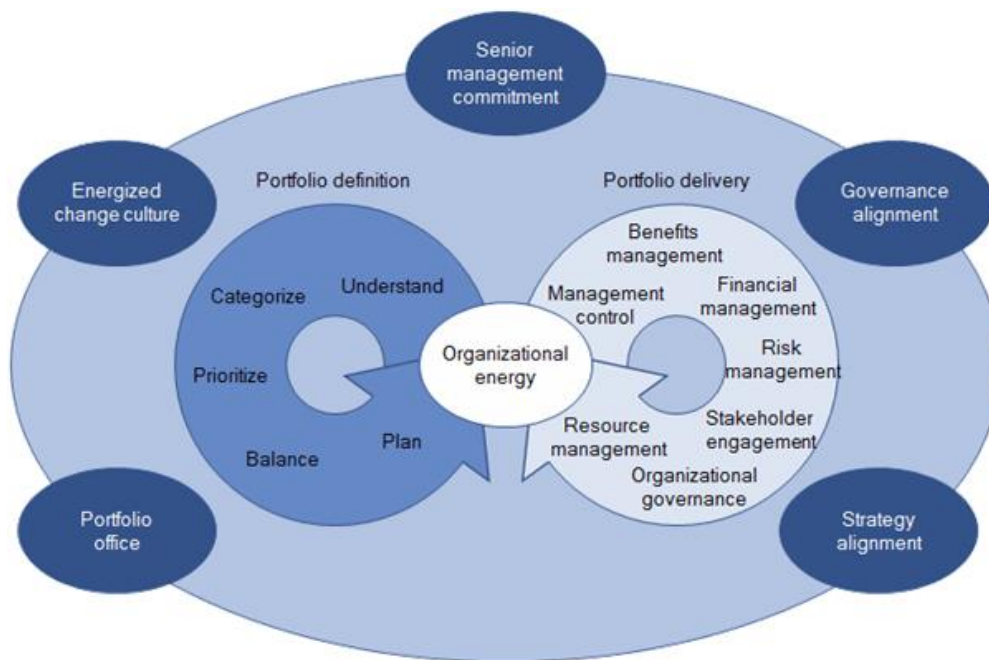 Senior
management
commitment
Energized
change culture
Governance
alignment
Portfolio definition
Portfolio delivery
Understand
Categorize
Prioritize
Balance
Plan
Organizational
energy
Benefits
management
Financial
management
Management
control
Risk
management
Stakeholder
engagement
Resource
management
Organizational
governance
Portfolio
office
Strategy
alignment